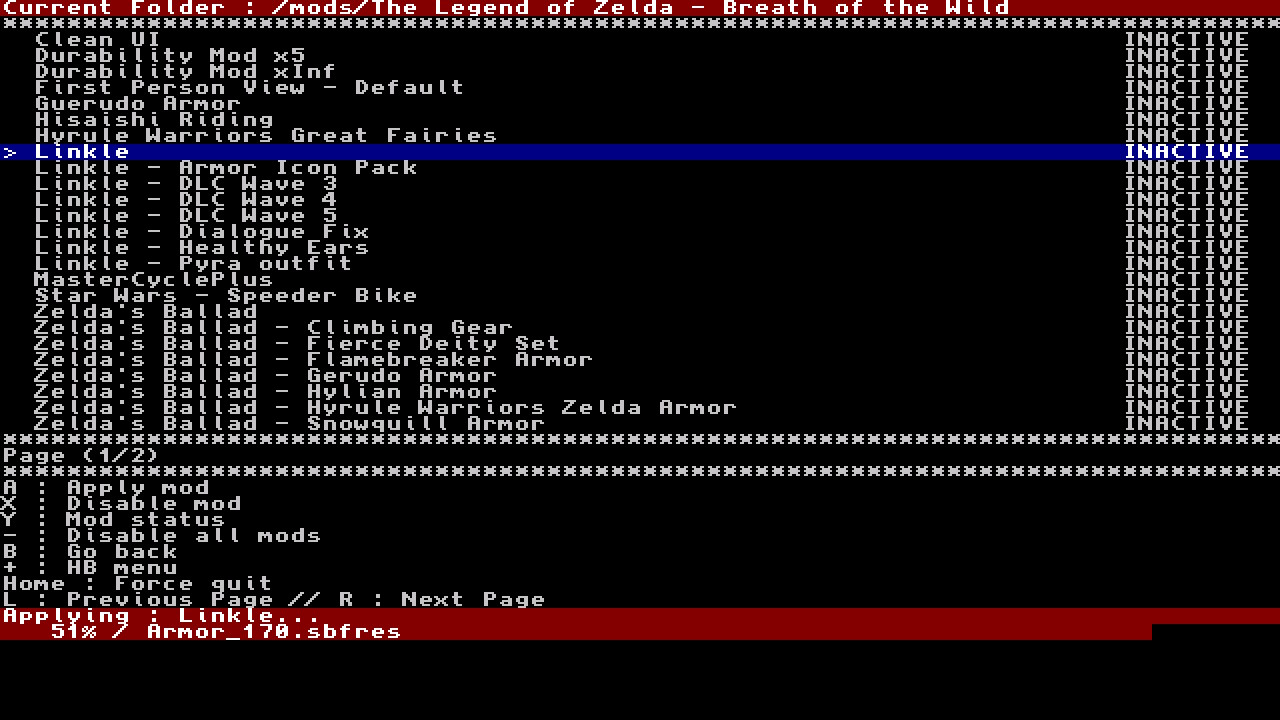 Current Folder : /mods/The Legend of Zelda - Breath of the Wild
********************************************************************************
Clean UI INACTIVE
Durability Mod x5 INACTIVE
Durability Mod xInf INACTIVE
First Person View - Default INACTIVE
Guerudo Armor INACTIVE
Hisaishi Riding INACTIVE
Hyrule Warriors Great Fairies INACTIVE
> Linkle INACTIVE
Linkle - Armor Icon Pack INACTIVE
Linkle - DLC Wave 3 INACTIVE
Linkle - DLC Wave 4 INACTIVE
Linkle - DLC Wave 5 INACTIVE
Linkle - Dialogue Fix INACTIVE
Linkle - Healthy Ears INACTIVE
Linkle - Pyra outfit INACTIVE
MasterCyclePlus INACTIVE
Star Wars - Speeder Bike INACTIVE
Zelda's Ballad INACTIVE
Zelda's Ballad - Climbing Gear INACTIVE
Zelda's Ballad - Fierce Deity Set INACTIVE
Zelda's Ballad - Flamebreaker Armor INACTIVE
Zelda's Ballad - Gerudo Armor INACTIVE
Zelda's Ballad - Hylian Armor INACTIVE
Zelda's Ballad - Hyrule Warriors Zelda Armor INACTIVE
Zelda's Ballad - Snowquill Armor INACTIVE
********************************************************************************
Page (1/2)
********************************************************************************
A : Apply mod
X : Disable mod
Y : Mod status
- : Disable all mods
B : Go back
+ : HB menu
Home : Force quit
L : Previous Page // R : Next Page
Applying : Linkle...
51% / Armor_170.sbfres